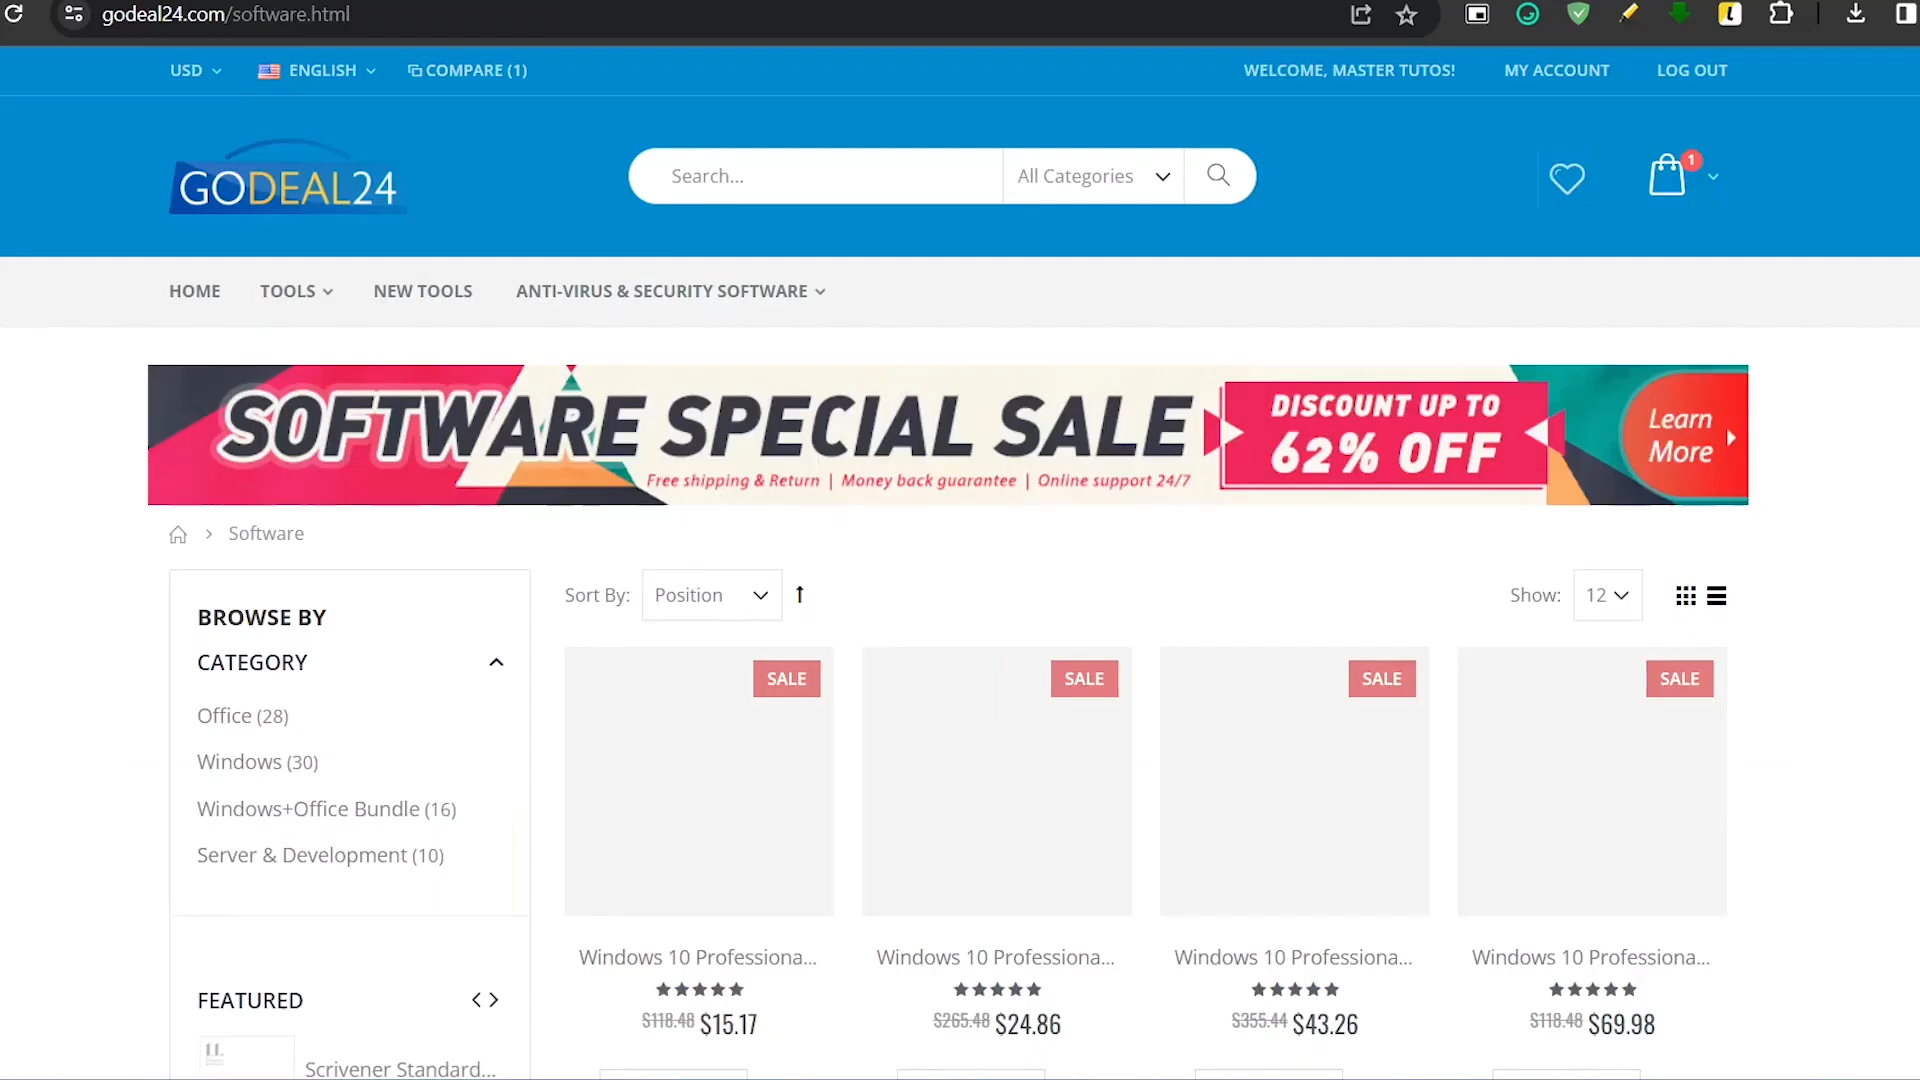 godeal24.com/software.html
USD
ENGLISH
COMPARE (1)
WELCOME, MASTER TUTOS!
MY ACCOUNT
LOG OUT
GODEAL24
Search...
All Categories
1
HOME
TOOLS
NEW TOOLS
ANTI-VIRUS & SECURITY SOFTWARE
SOFTWARE SPECIAL SALE
Free shipping & Return | Money back guarantee | Online support 24/7
DISCOUNT UP TO
62% OFF
Learn
More
Software
BROWSE BY
CATEGORY
Office (28)
Windows (30)
Windows+Office Bundle (16)
Server & Development (10)
FEATURED
Scrivener Standard...
Sort By: Position
Show: 12
SALE
SALE
SALE
SALE
Windows 10 Professiona...
Windows 10 Professiona...
Windows 10 Professiona...
Windows 10 Professiona...
$118.48 $15.17
$265.48 $24.86
$355.44 $43.26
$118.48 $69.98